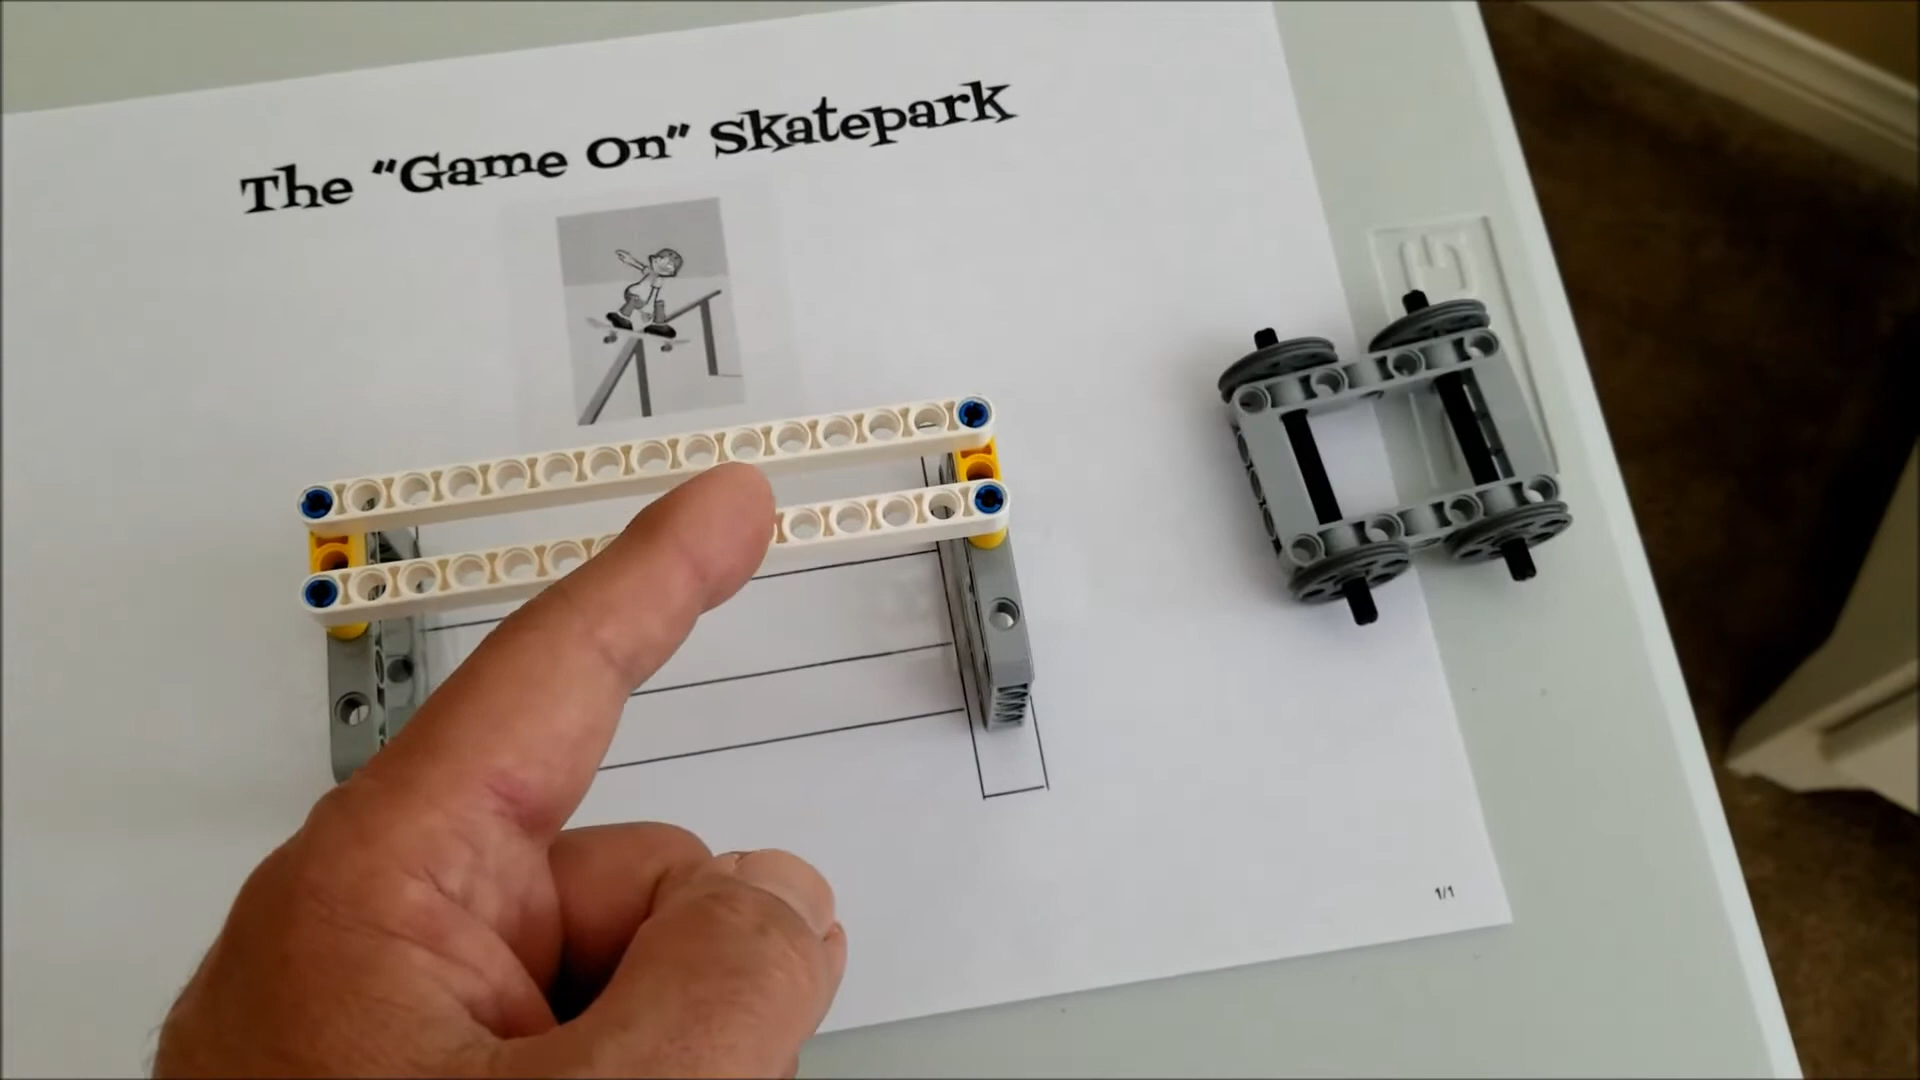 The “Game On” Skatepark
1/1